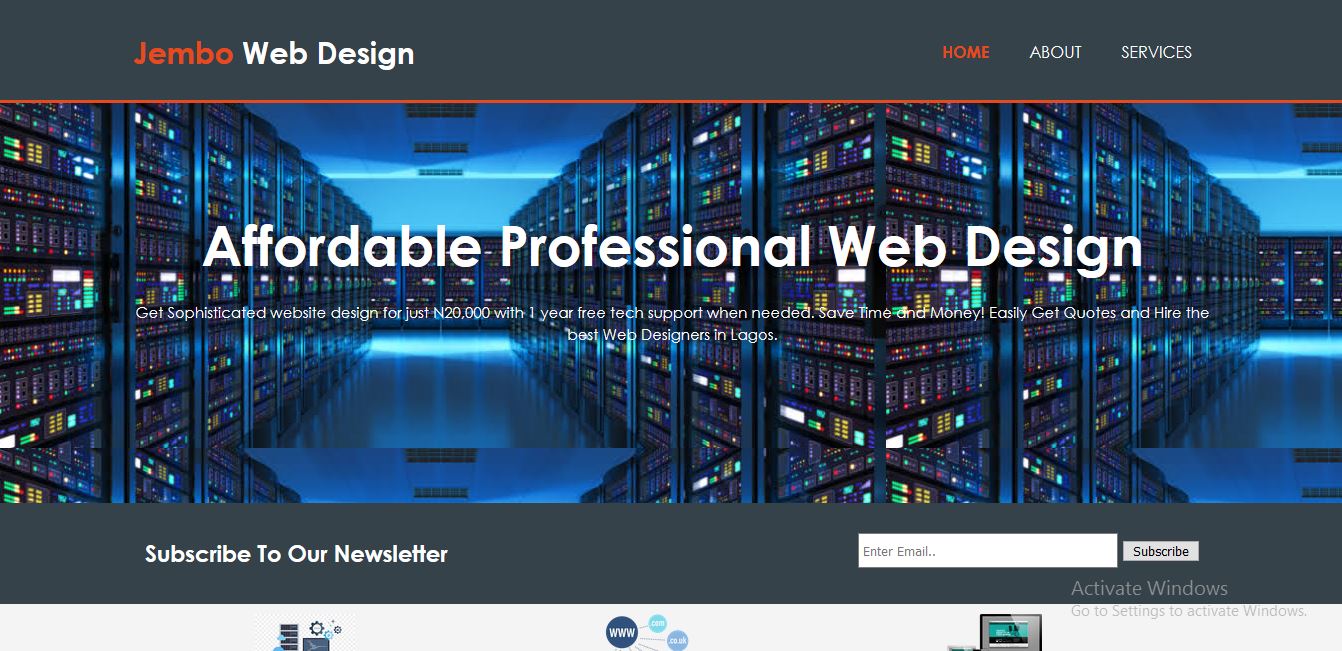 Jembo Web Design
HOME ABOUT SERVICES
Affordable Professional Web Design
Get Sophisticated website design for just N20,000 with 1 year free tech support when needed. Save Time and Money! Easily Get Quotes and Hire the
best Web Designers in Lagos.
Subscribe To Our Newsletter
Enter Email..
Subscribe
Activate Windows
Go to Settings to activate Windows.
WWW
.com
.co.uk